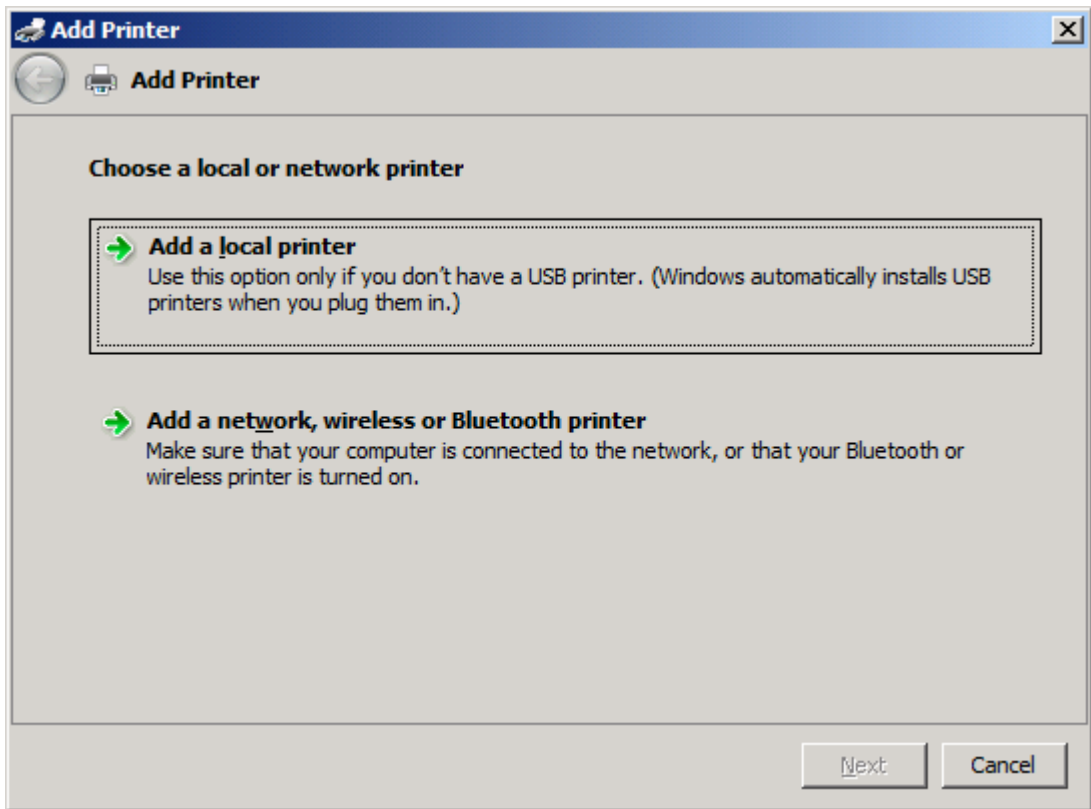 Add Printer
Add Printer
Choose a local or network printer
Add a local printer
Use this option only if you don't have a USB printer. (Windows automatically installs USB
printers when you plug them in.)
Add a network, wireless or Bluetooth printer
Make sure that your computer is connected to the network, or that your Bluetooth or
wireless printer is turned on.
Next
Cancel